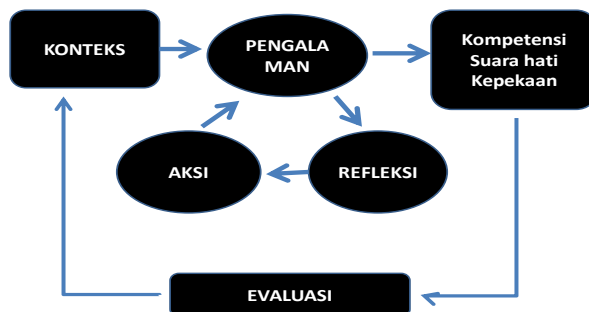 KONTEKS
PENGALA
MAN
Kompetensi
Suara hati
Kepekaan
AKSI
REFLEKSI
EVALUASI